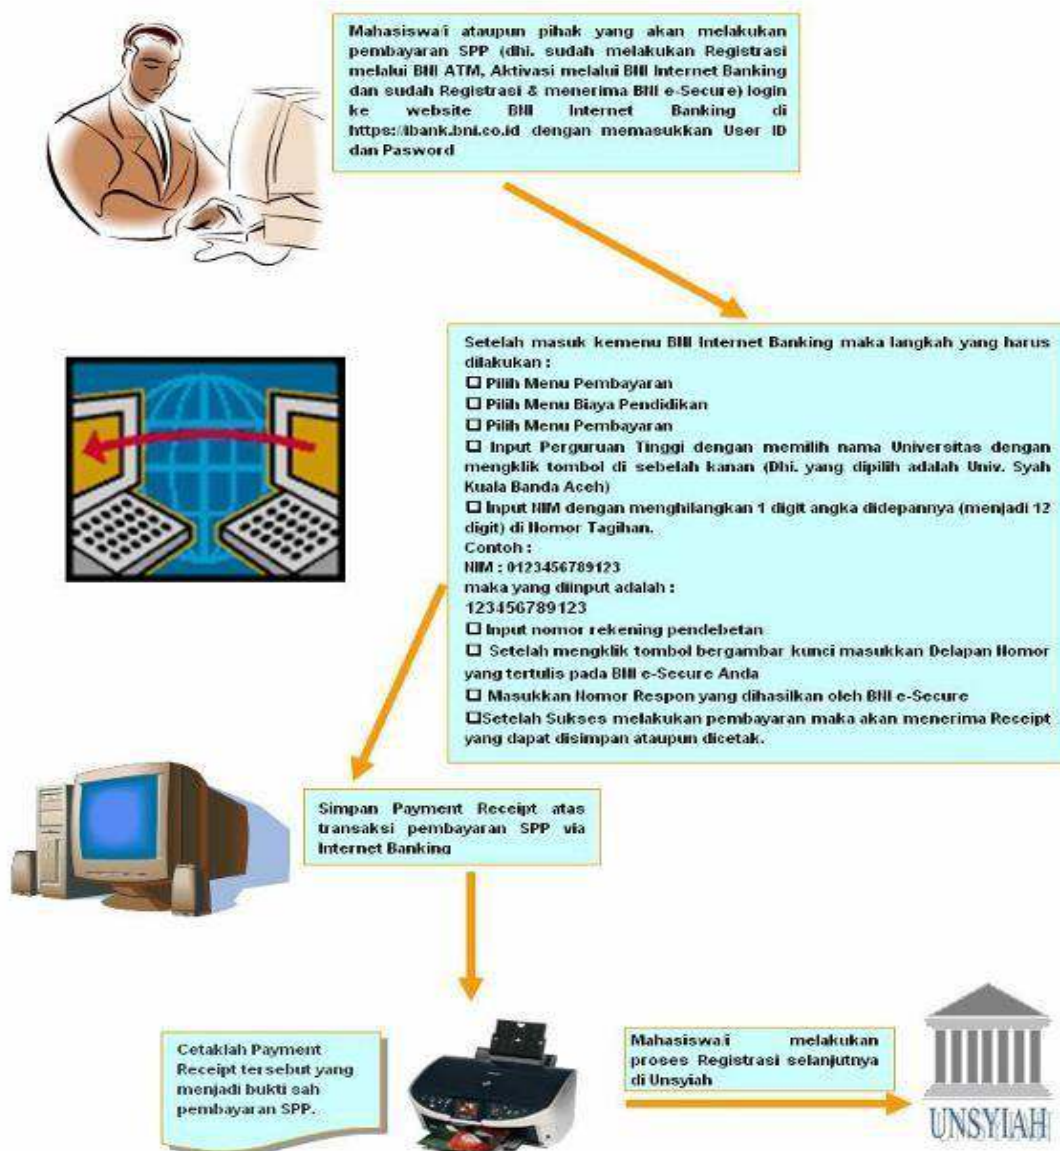 Mahasiswa/i ataupun pihak yang akan melakukan
pembayaran SPP (dhi. sudah melakukan Registrasi
melalui BNI ATM, Aktivasi melalui BNI Internet Banking
dan sudah Registrasi & menerima BNI e-Secure) login
ke website BNI Internet Banking di
https://ibank.bni.co.id dengan memasukkan User ID
dan Pasword
Setelah masuk kemenu BNI Internet Banking maka langkah yang harus
dilakukan :
❑ Pilih Menu Pembayaran
❑ Pilih Menu Biaya Pendidikan
❑ Pilih Menu Pembayaran
❑ Input Perguruan Tinggi dengan memilih nama Universitas dengan
mengklik tombol di sebelah kanan (Dhi. yang dipilih adalah Univ. Syah
Kuala Banda Aceh)
❑ Input NIM dengan menghilangkan 1 digit angka didepannya (menjadi 12
digit) di Nomor Tagihan.
Contoh :
NIM : 0123456789123
maka yang diinput adalah :
123456789123
❑ Input nomor rekening pendebetan
❑ Setelah mengklik tombol bergambar kunci masukkan Delapan Nomor
yang tertulis pada BNI e-Secure Anda
❑ Masukkan Nomor Respon yang dihasilkan oleh BNI e-Secure
❑Setelah Sukses melakukan pembayaran maka akan menerima Receipt
yang dapat disimpan ataupun dicetak.
Simpan Payment Receipt atas
transaksi pembayaran SPP via
Internet Banking
Cetaklah Payment
Receipt tersebut yang
menjadi bukti sah
pembayaran SPP.
Mahasiswa/i melakukan
proses Registrasi selanjutnya
di Unsyiah
UNSYIAH